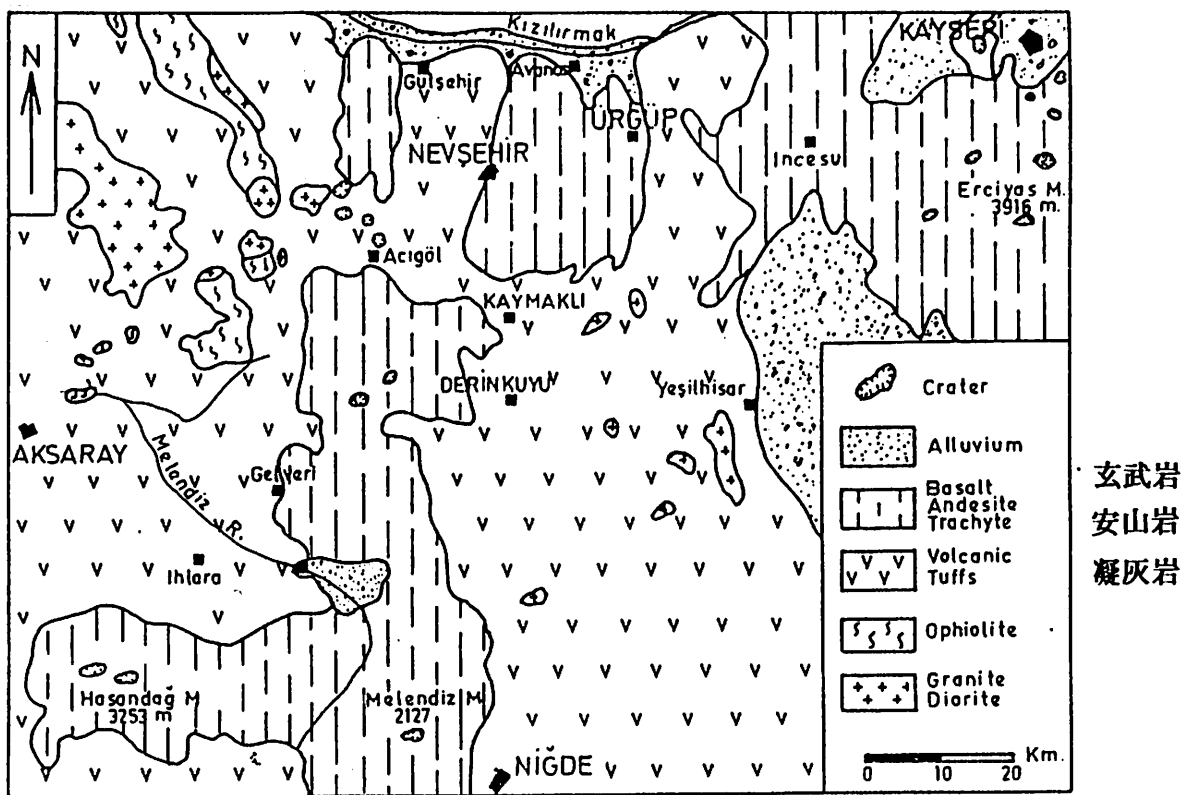 N
Kızılırmak
KAYSERİ
Gülşehir
Avanos
ÜRGÜP
NEVŞEHİR
İncesu
Erciyas M.
3916 m.
Acıgöl
KAYMAKLI
DERİNKUYU
Yeşilhisar
AKSARAY
Melendiz R.
Gelveri
Ihlara
Hasandağ M
3253 m
Melendiz M.
2127
NİĞDE
Crater
Alluvium
Basalt
Andesite
Trachyte
Volcanic
Tuffs
Ophiolite
Granite
Diorite
Km.
0 10 20
玄武岩
安山岩
凝灰岩